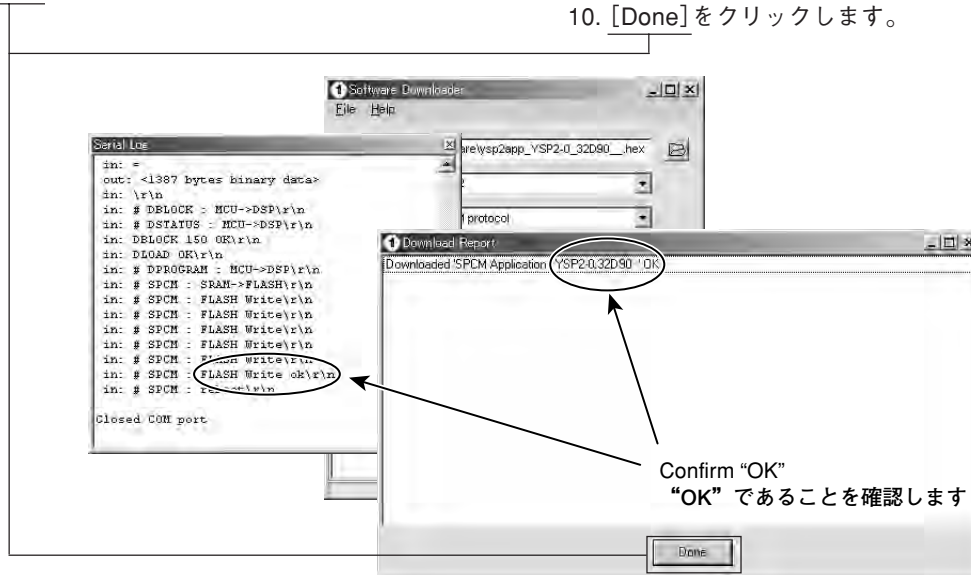 10. [Done]をクリックします。
Software Downloader
File Help
are\ysp2app_YSP2-0_32D90__.hex
protocol
Serial Log
in: =
out: <1387 bytes binary data>
in: \r\n
in: # DBLOCK : MCU->DSP\r\n
in: # DSTATUS : MCU->DSP\r\n
in: DBLOCK 150 OK\r\n
in: DLOAD OK\r\n
in: # DPROGRAM : MCU->DSP\r\n
in: # SPCM : SRAM->FLASH\r\n
in: # SPCM : FLASH Write\r\n
in: # SPCM : FLASH Write\r\n
in: # SPCM : FLASH Write\r\n
in: # SPCM : FLASH Write\r\n
in: # SPCM : FLASH Write ok\r\n
in: # SPCM :
Closed COM port
Download Report
Downloaded 'SPCM Application YSP2-0,32D90 ' OK
Confirm “OK”
“OK”であることを確認します
Done